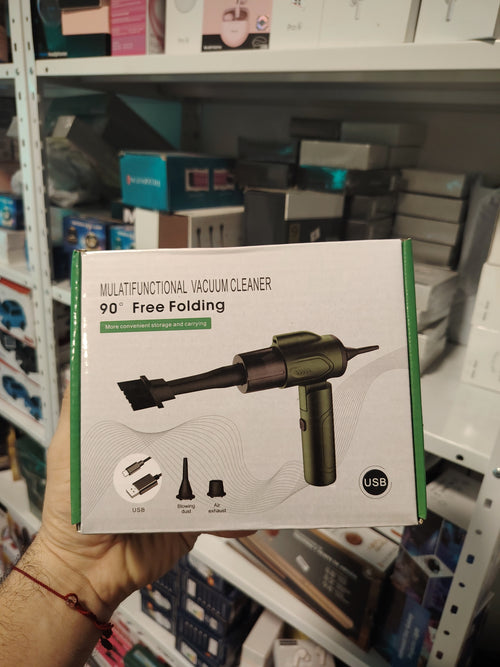 MULATIFUNCTIONAL VACUUM CLEANER
90° Free Folding
More convenient storage and carrying
USB
Blowing
dust
Air
exhaust
USB